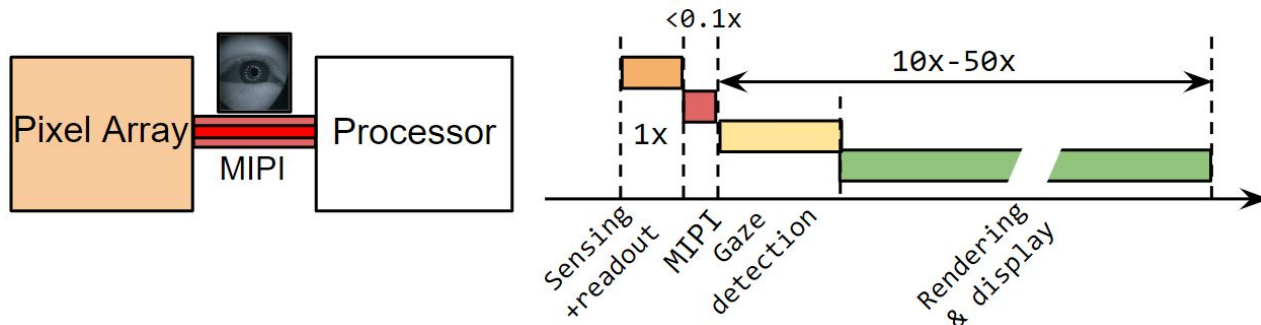 Pixel Array
MIPI
Processor
<0.1x
10x-50x
1x
Sensing
+readout
MIPI
Gaze
detection
Rendering
& display